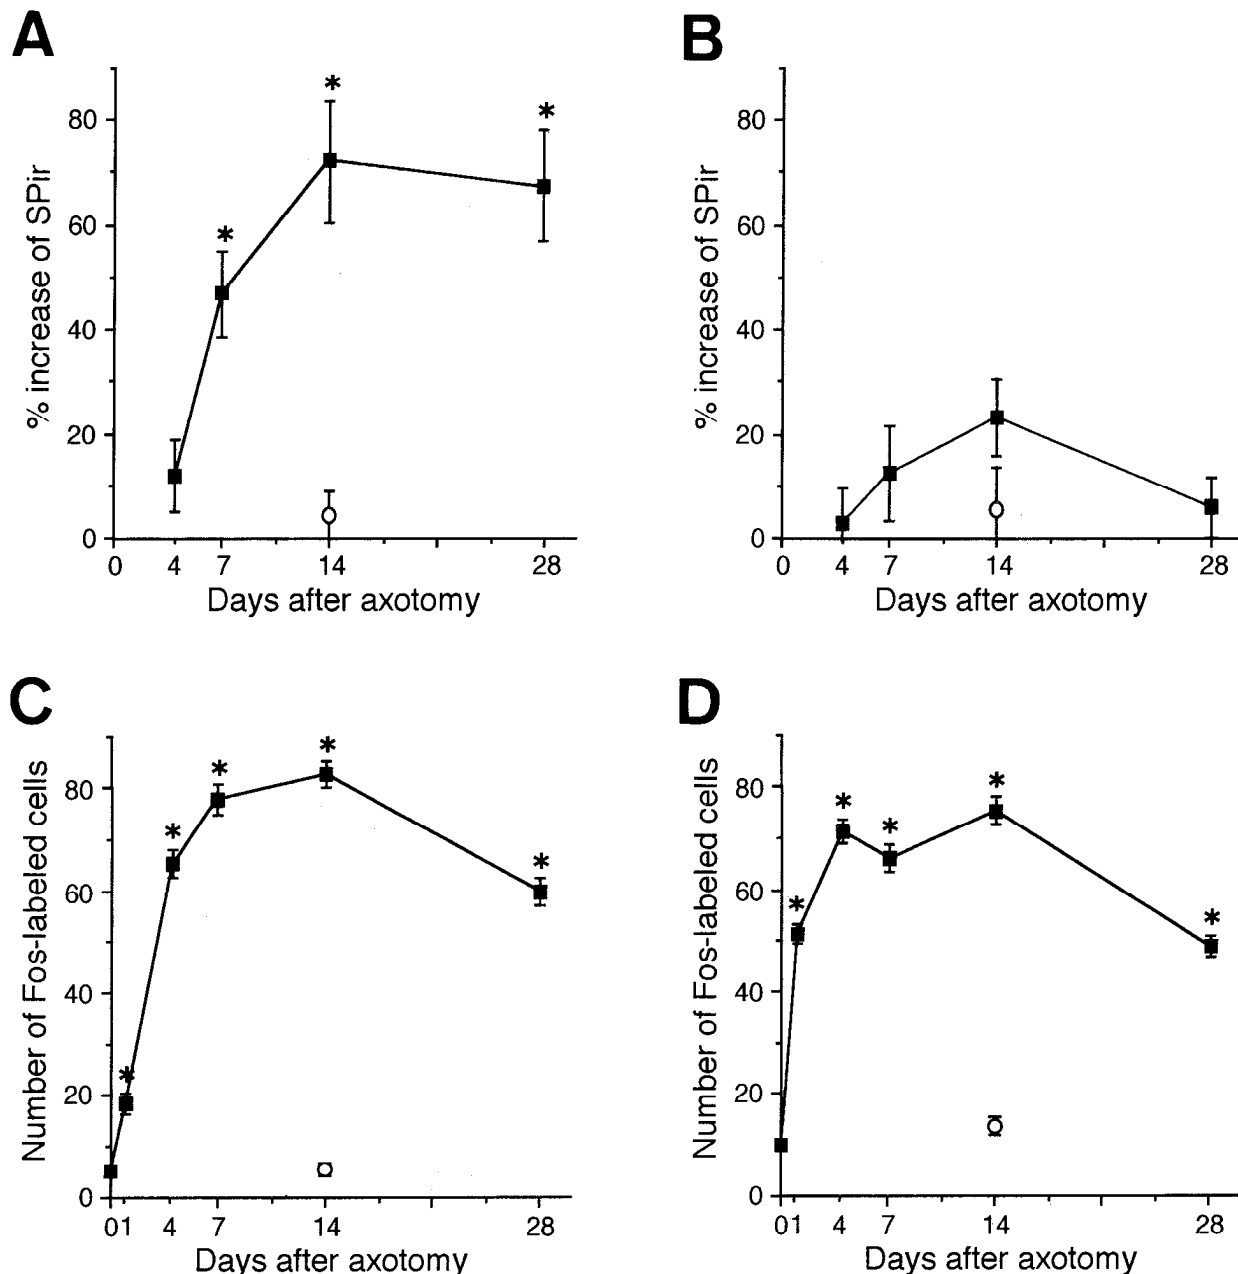 A
% increase of SPir
80
60
40
20
0
*
*
*
0 4 7 14 28
Days after axotomy
B
% increase of SPir
80
60
40
20
0
0 4 7 14 28
Days after axotomy
C
Number of Fos-labeled cells
80
60
40
20
0
*
*
*
*
*
01 4 7 14 28
Days after axotomy
D
Number of Fos-labeled cells
80
60
40
20
0
*
*
*
*
*
01 4 7 14 28
Days after axotomy